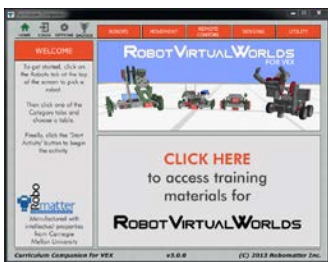 HOME
LOGIN
OPTIONS
ROBOTS
MOVEMENT
REMOTE CONTROL
SENSING
UTILITY
WELCOME
To get started, click on
the Robots tab at the top
of the screen to pick a
robot.
Then click one of the
Category tabs and
choose a table.
Finally, click the 'Start
Activity' button to begin
the activity.
Robomatter
Manufactured with
intellectual properties
from Carnegie
Mellon University
ROBOT VIRTUAL WORLDS
FOR VEX
CLICK HERE
to access training
materials for
ROBOT VIRTUAL WORLDS
Curriculum Companion for VEX
v3.0.0
(C) 2013 Robomatter Inc.